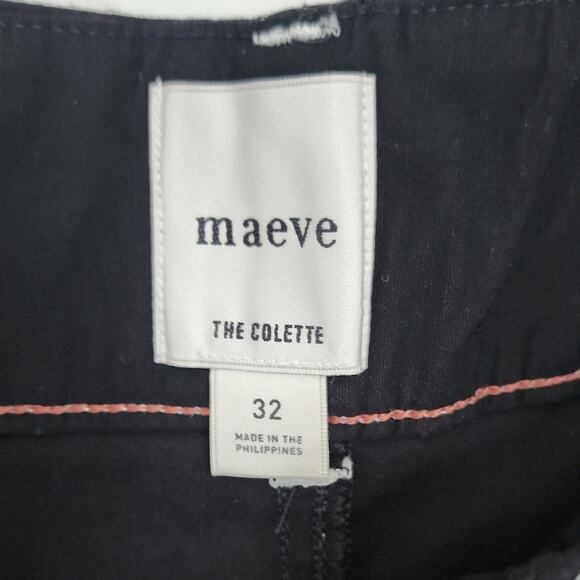 maeve
THE COLETTE
32
MADE IN THE
PHILIPPINES